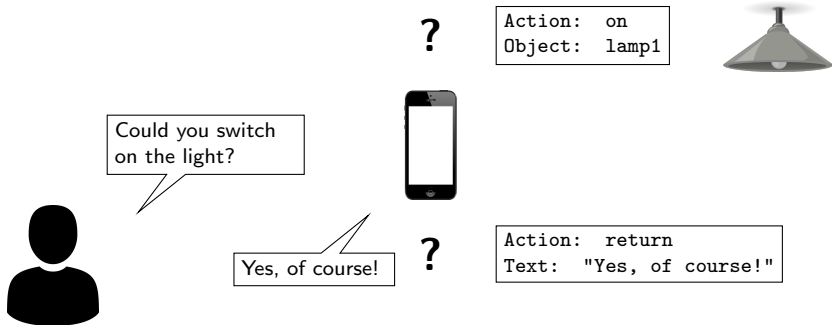 ?
Action: on
Object: lamp1
Could you switch
on the light?
Yes, of course!
?
Action: return
Text: "Yes, of course!"